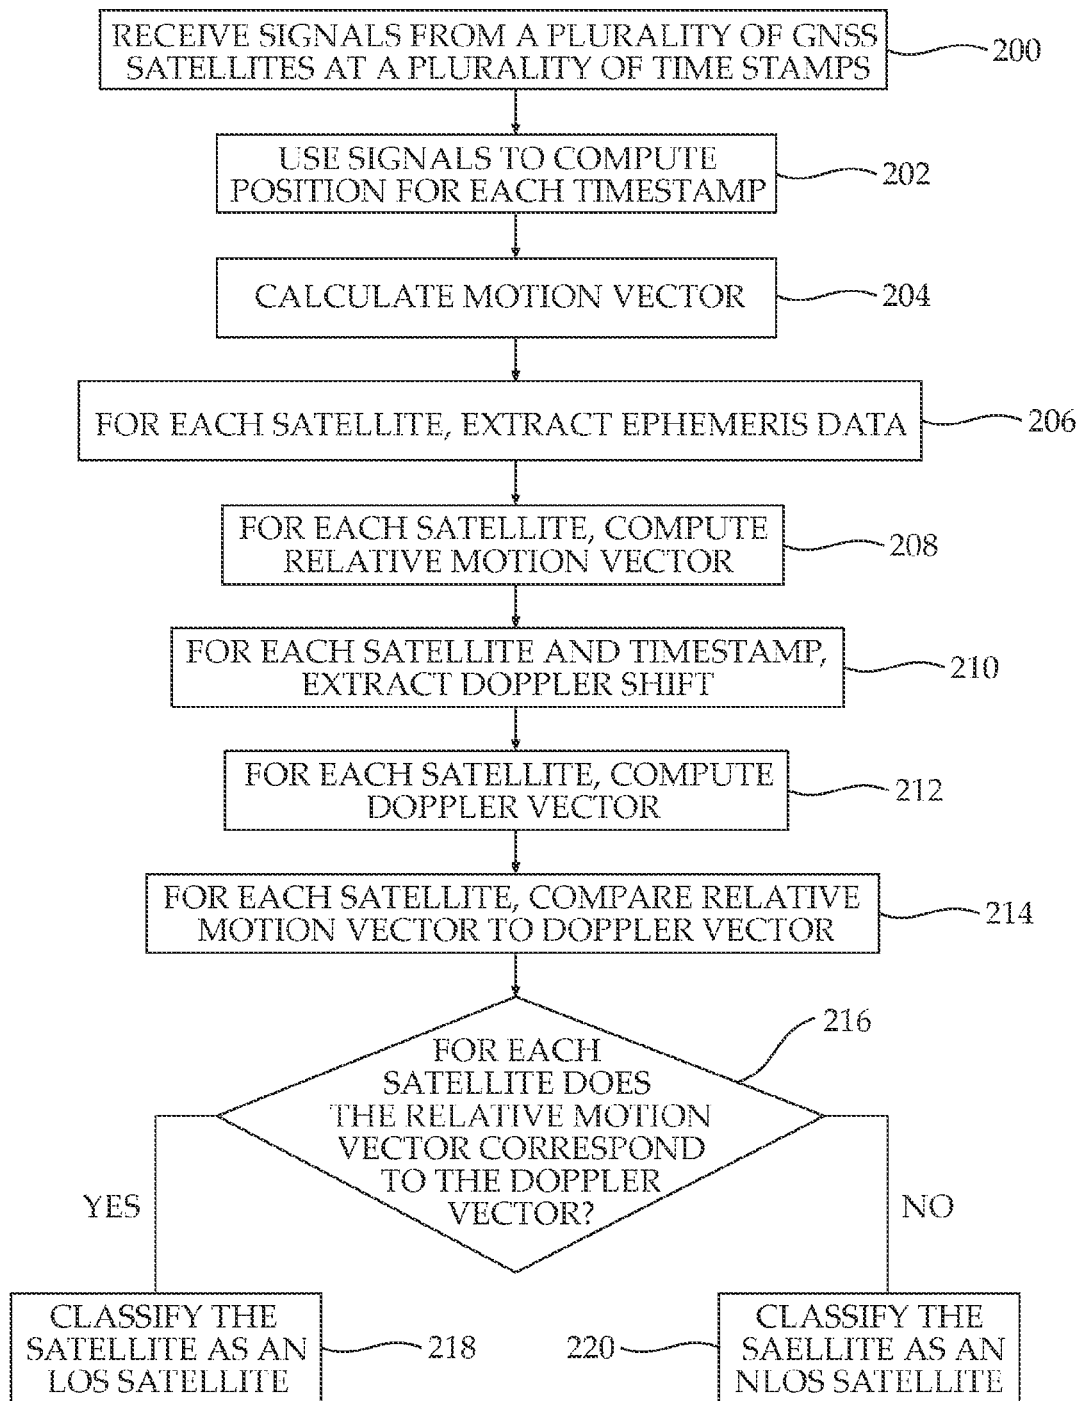 RECEIVE SIGNALS FROM A PLURALITY OF GNSS
SATELLITES AT A PLURALITY OF TIME STAMPS
200
USE SIGNALS TO COMPUTE
POSITION FOR EACH TIMESTAMP
202
CALCULATE MOTION VECTOR
204
FOR EACH SATELLITE, EXTRACT EPHEMERIS DATA
206
FOR EACH SATELLITE, COMPUTE
RELATIVE MOTION VECTOR
208
FOR EACH SATELLITE AND TIMESTAMP,
EXTRACT DOPPLER SHIFT
210
FOR EACH SATELLITE, COMPUTE
DOPPLER VECTOR
212
FOR EACH SATELLITE, COMPARE RELATIVE
MOTION VECTOR TO DOPPLER VECTOR
214
216
FOR EACH
SATELLITE DOES
THE RELATIVE MOTION
VECTOR CORRESPOND
TO THE DOPPLER
VECTOR?
YES
NO
CLASSIFY THE
SATELLITE AS AN
LOS SATELLITE
218
220
CLASSIFY THE
SAELLITE AS AN
NLOS SATELLITE